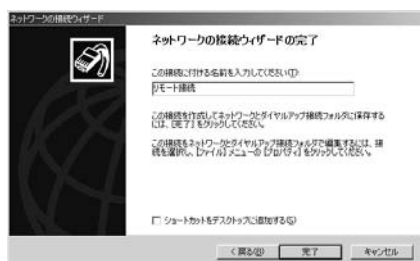 ネットワークの接続ウィザード
ネットワークの接続ウィザードの完了
この接続に付ける名前を入力してください(T):
リモート接続
この接続を作成してネットワークとダイヤルアップ接続フォルダに保存する
には、[完了] をクリックしてください。
この接続をネットワークとダイヤルアップ接続フォルダで編集するには、接
続を選択し、[ファイル] メニューの [プロパティ] をクリックしてください。
ショートカットをデスクトップに追加する(S)
< 戻る(B)
完了
キャンセル